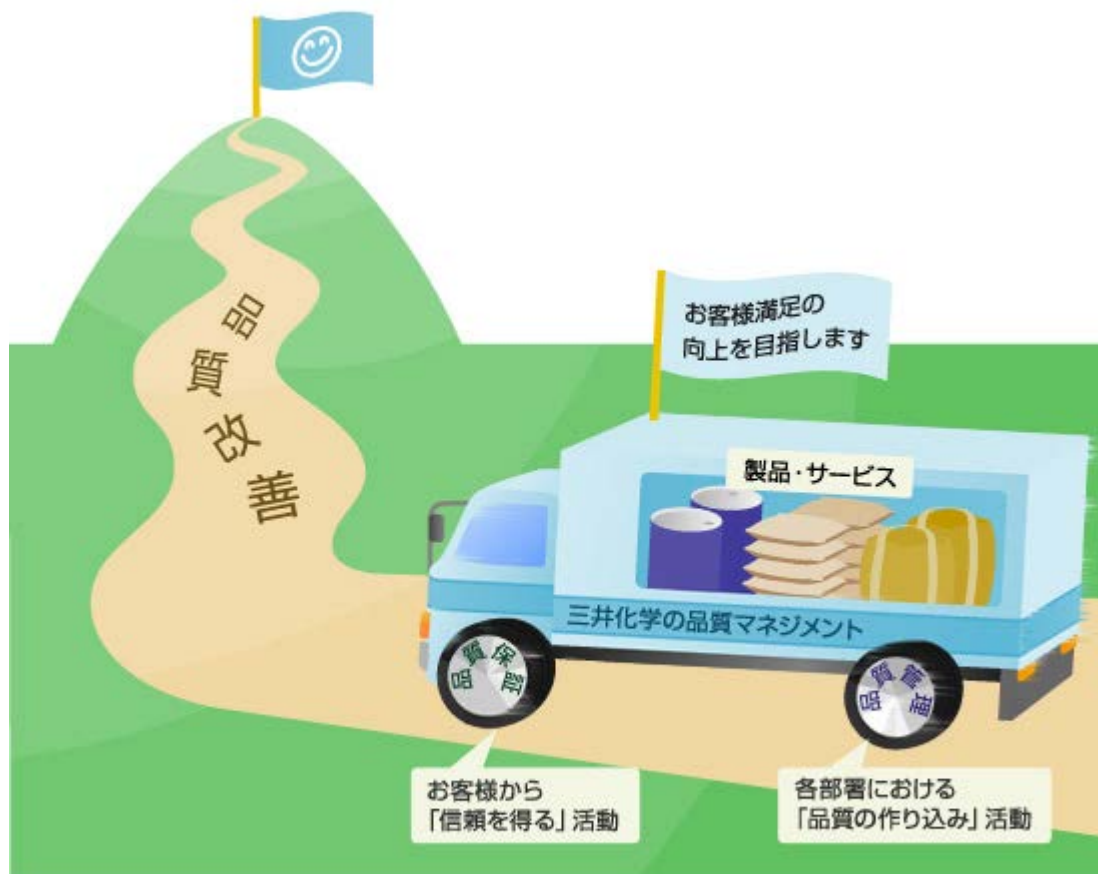 品質改善
お客様満足の
向上を目指します
製品・サービス
三井化学の品質マネジメント
品質保証
品質管理
お客様から
「信頼を得る」活動
各部署における
「品質の作り込み」活動